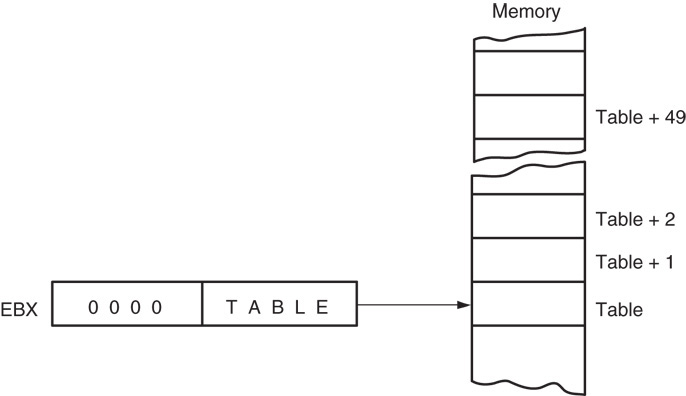 Memory
Table + 49
Table + 2
Table + 1
EBX 0 0 0 0 T A B L E Table